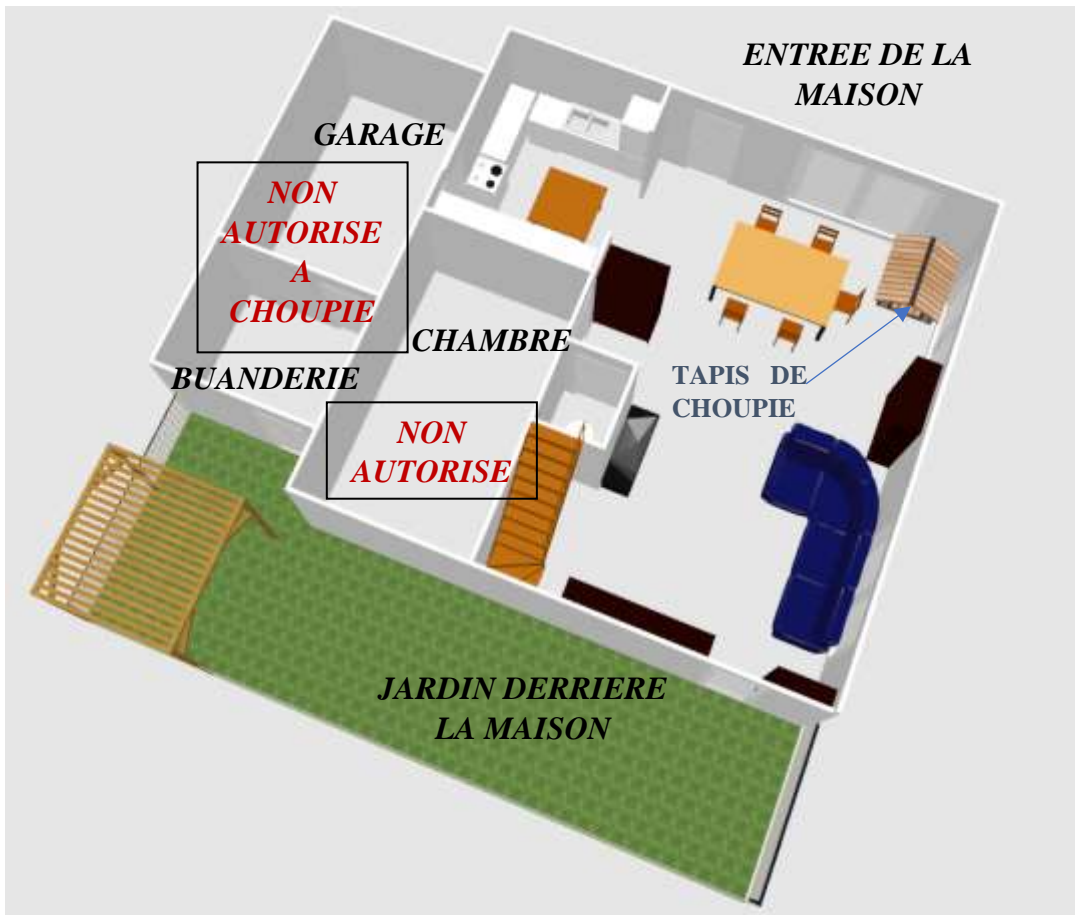 ENTREE DE LA
MAISON
GARAGE
NON
AUTORISE
A
CHOUPIE
CHAMBRE
BUANDERIE
TAPIS DE
CHOUPIE
NON
AUTORISE
JARDIN DERRIERE
LA MAISON